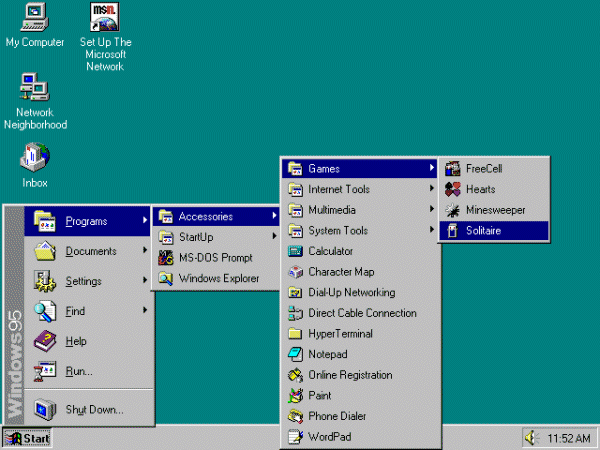 My Computer
msn.
Set Up The
Microsoft
Network
Network
Neighborhood
Inbox
Windows95
Programs
Documents
Settings
Find
Help
Run...
Shut Down...
Accessories
StartUp
MS-DOS Prompt
Windows Explorer
Games
Internet Tools
Multimedia
System Tools
Calculator
Character Map
Dial-Up Networking
Direct Cable Connection
HyperTerminal
Notepad
Online Registration
Paint
Phone Dialer
WordPad
FreeCell
Hearts
Minesweeper
Solitaire
Start
11:52 AM